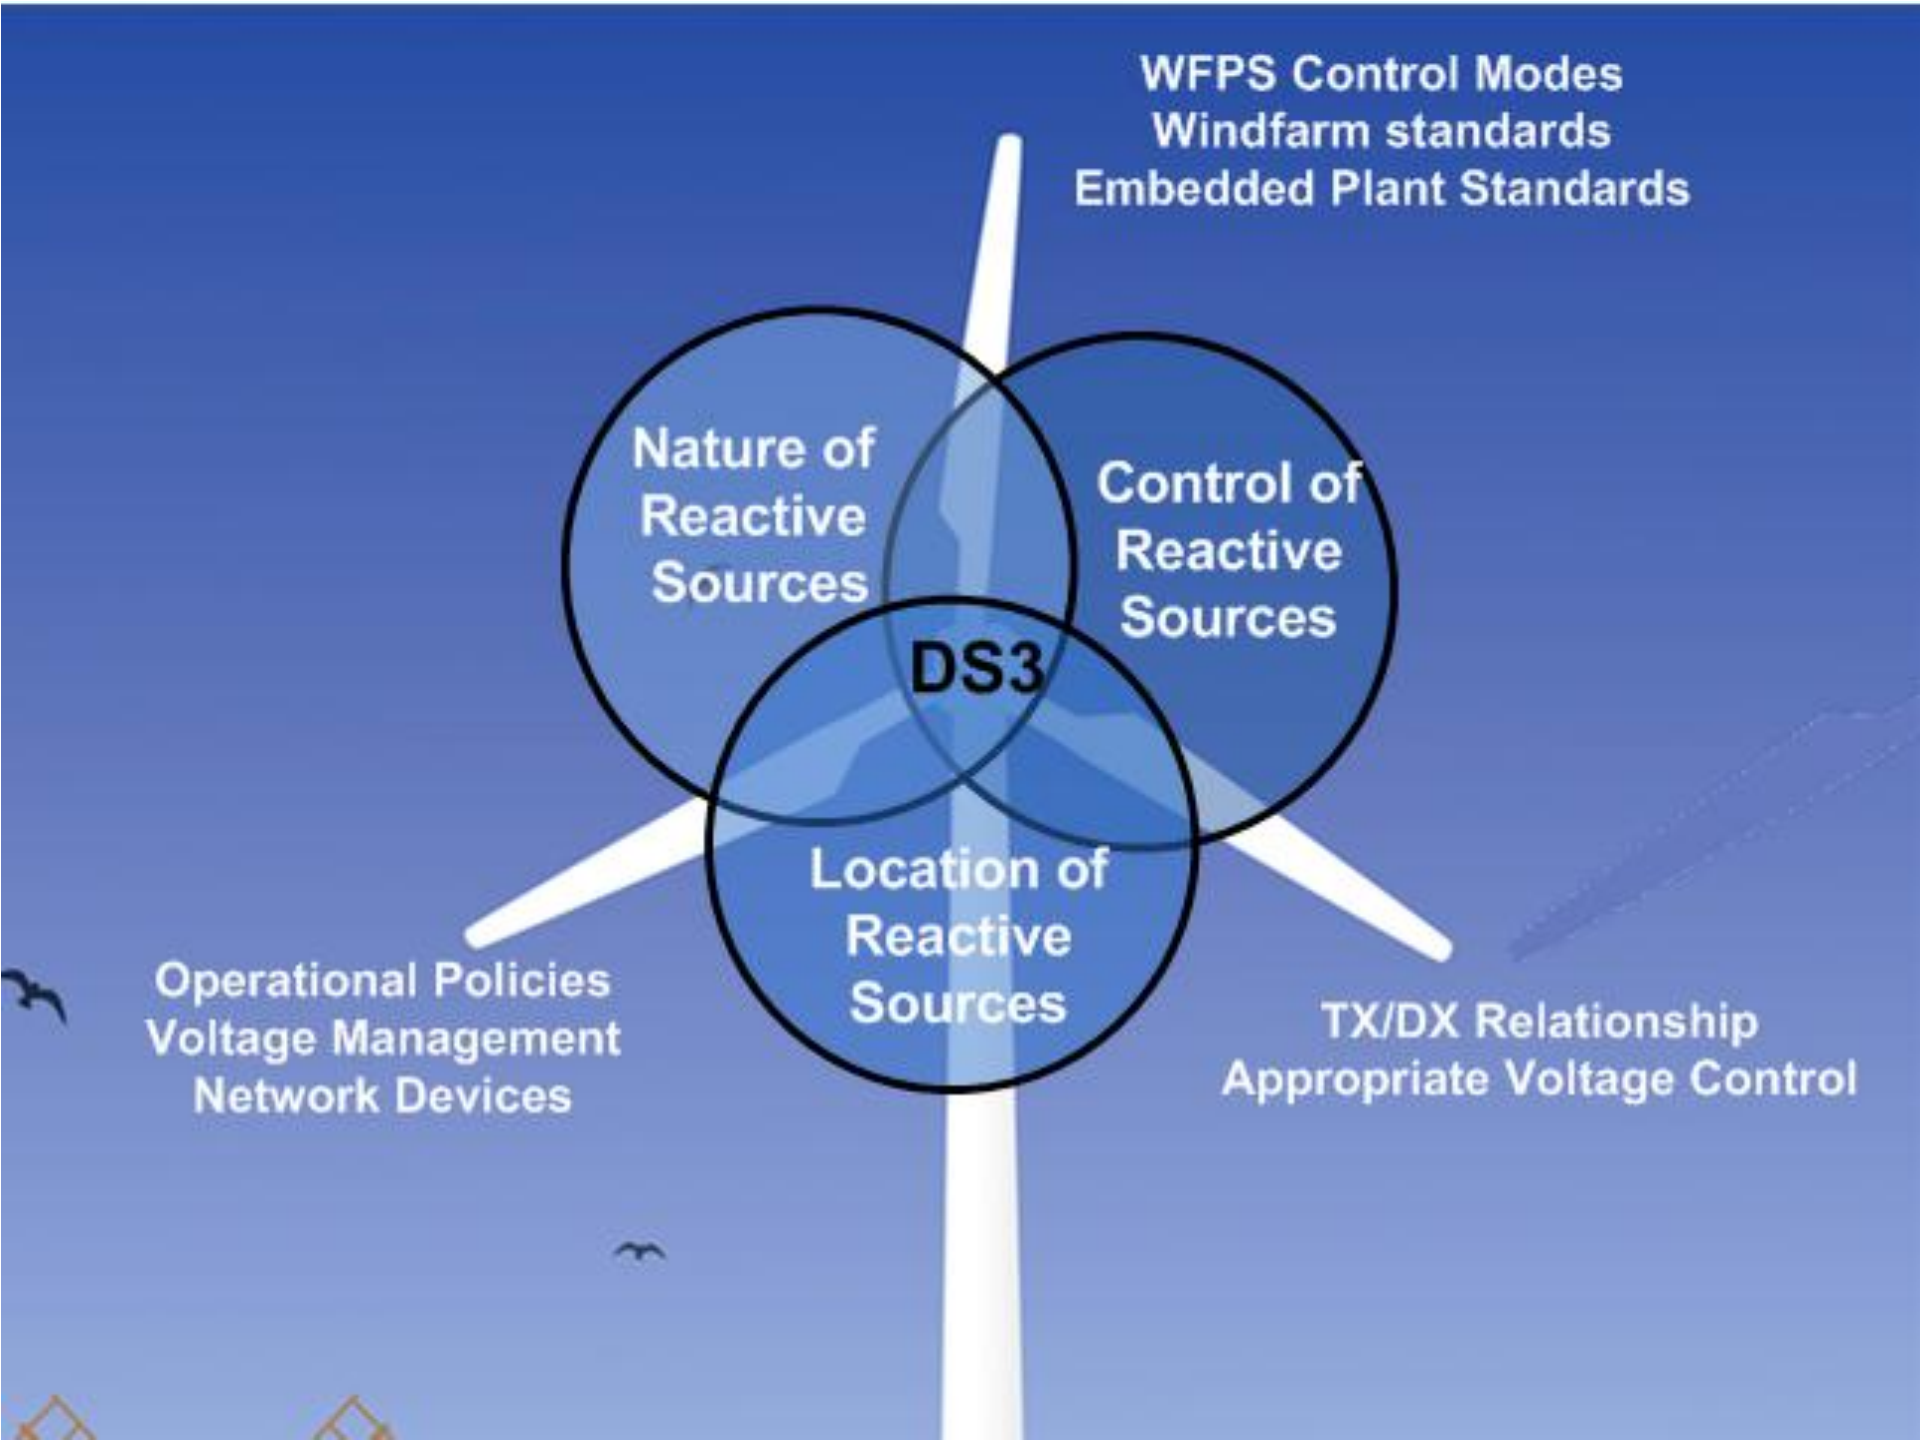 WFPS Control Modes
Windfarm standards
Embedded Plant Standards
Nature of
Reactive
Sources
Control of
Reactive
Sources
DS3
Location of
Reactive
Sources
Operational Policies
Voltage Management
Network Devices
TX/DX Relationship
Appropriate Voltage Control